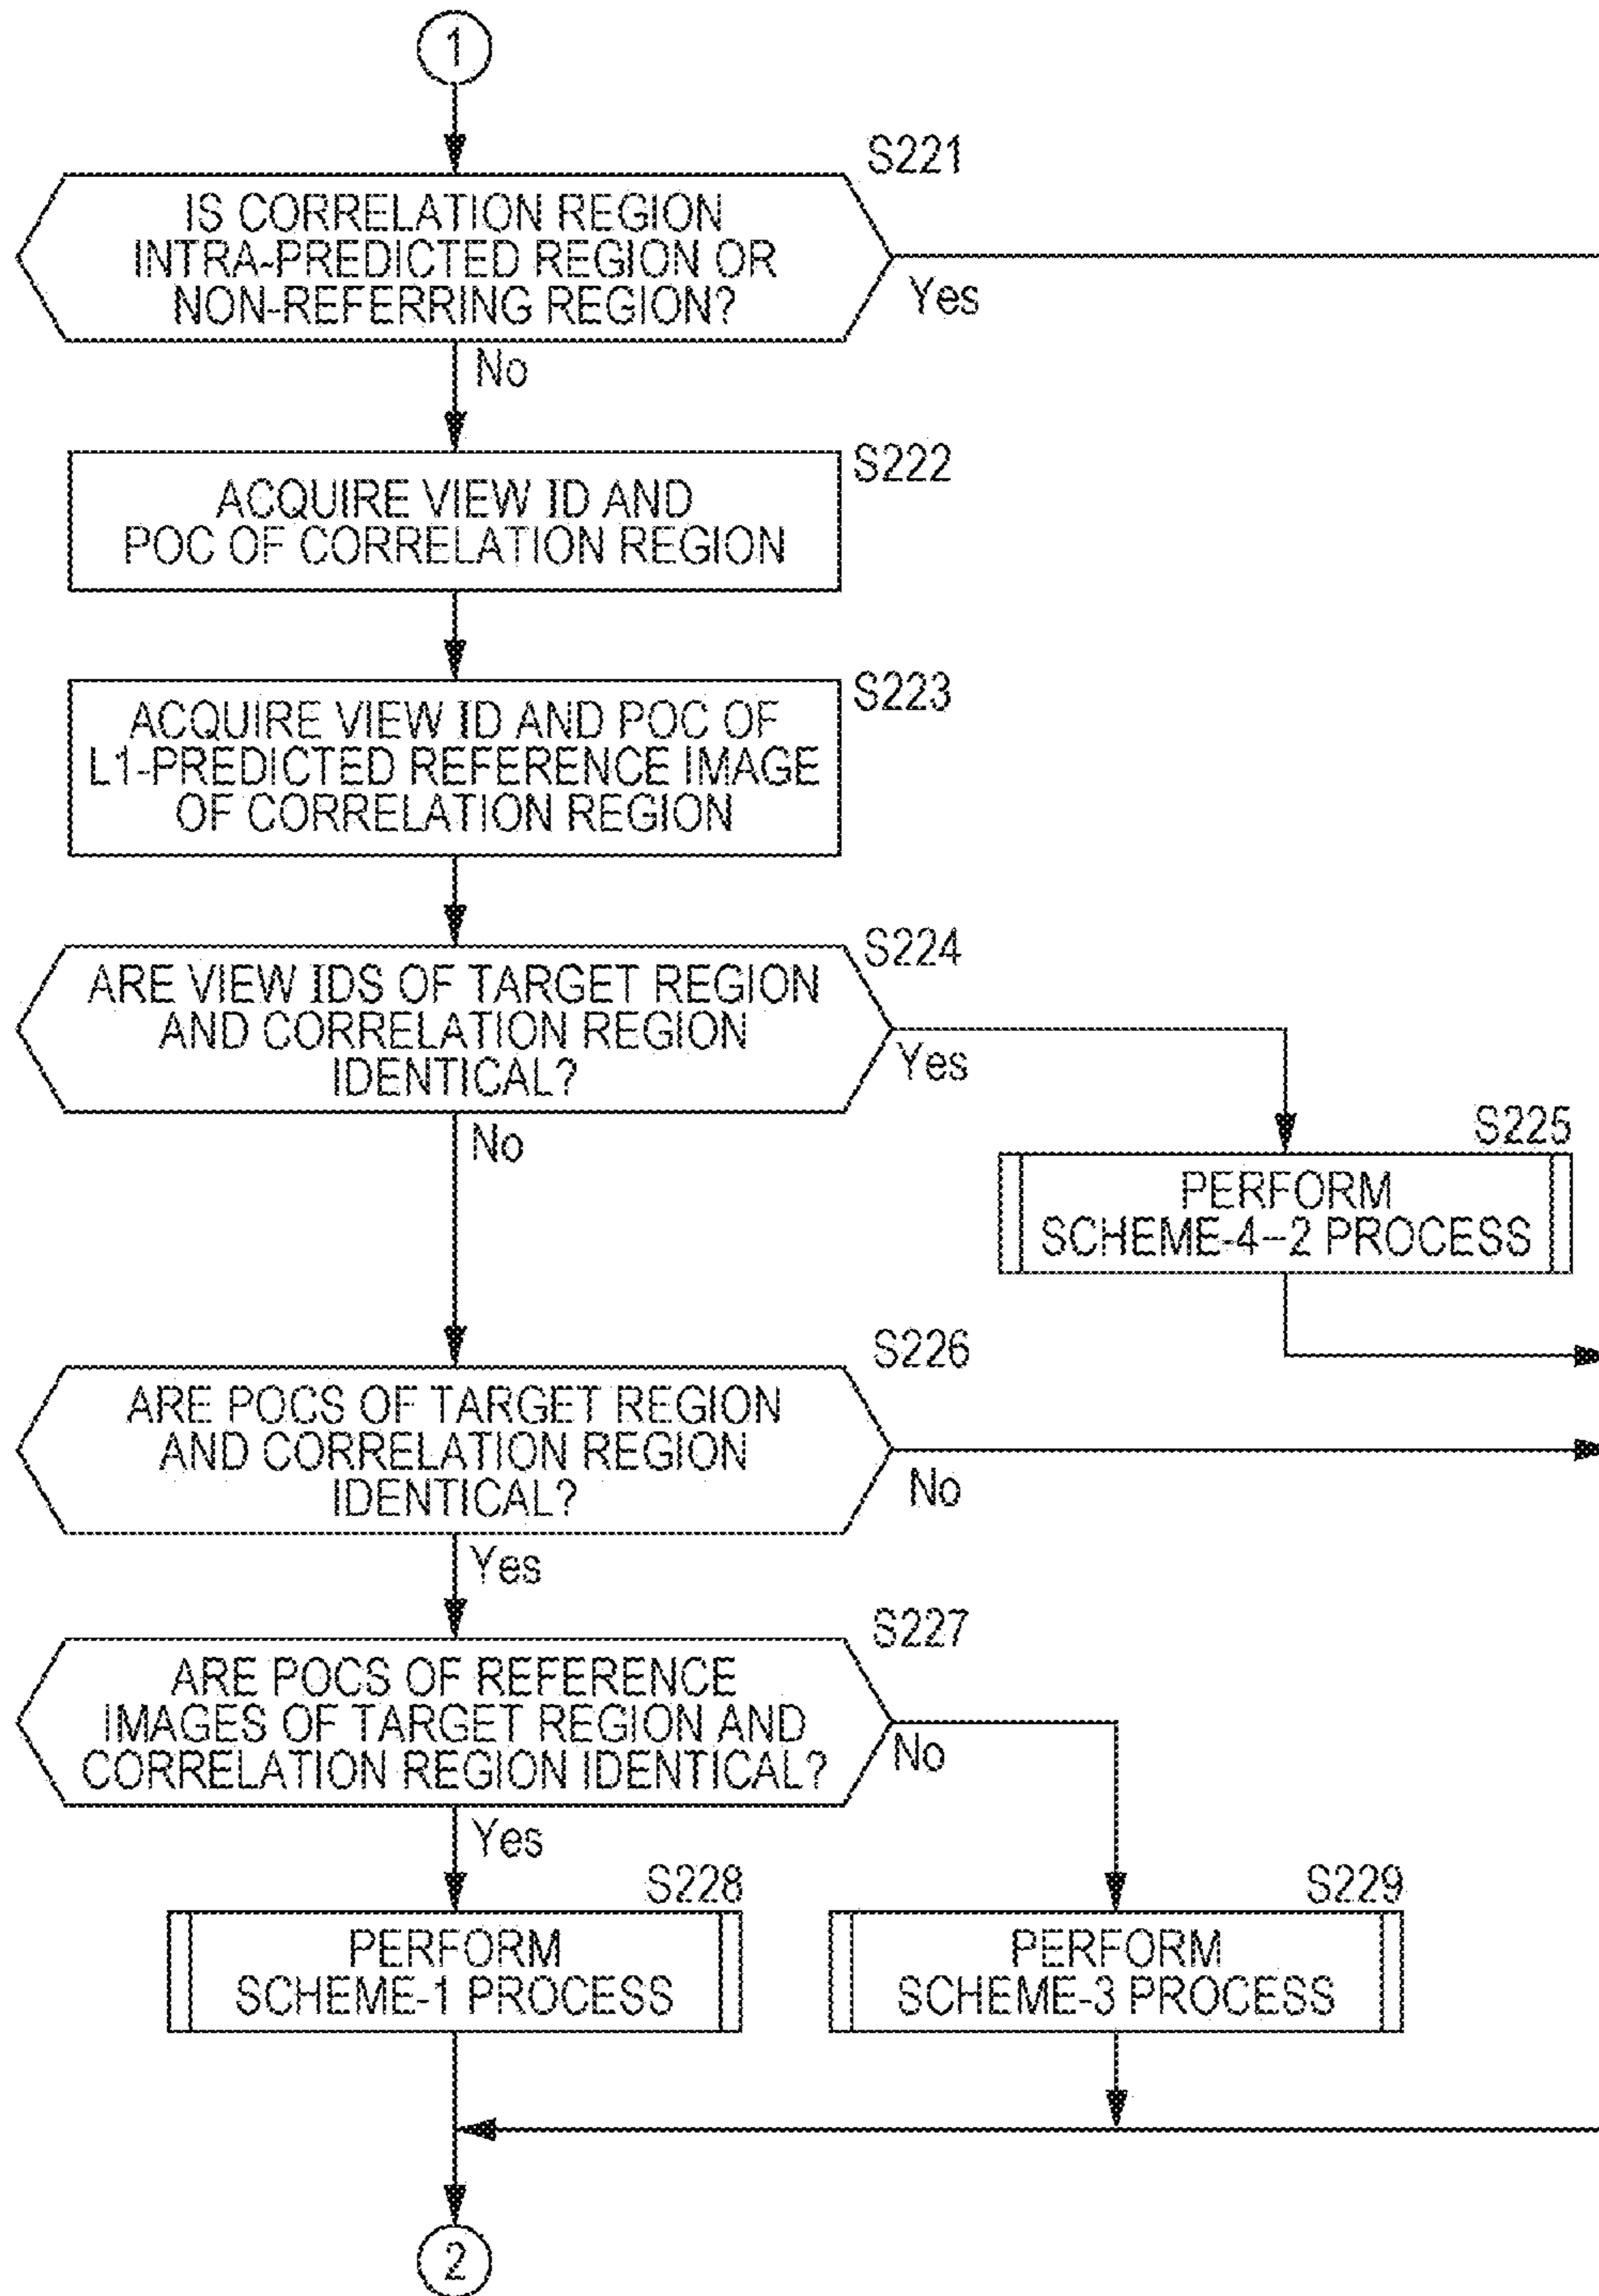 1
S221
IS CORRELATION REGION
INTRA-PREDICTED REGION OR
NON-REFERRING REGION?
Yes
No
S222
ACQUIRE VIEW ID AND
POC OF CORRELATION REGION
S223
ACQUIRE VIEW ID AND POC OF
L1-PREDICTED REFERENCE IMAGE
OF CORRELATION REGION
S224
ARE VIEW IDS OF TARGET REGION
AND CORRELATION REGION
IDENTICAL?
Yes
No
S225
PERFORM
SCHEME-4--2 PROCESS
S226
ARE POCS OF TARGET REGION
AND CORRELATION REGION
IDENTICAL?
No
Yes
S227
ARE POCS OF REFERENCE
IMAGES OF TARGET REGION AND
CORRELATION REGION IDENTICAL?
No
Yes
S228
PERFORM
SCHEME-1 PROCESS
S229
PERFORM
SCHEME-3 PROCESS
2